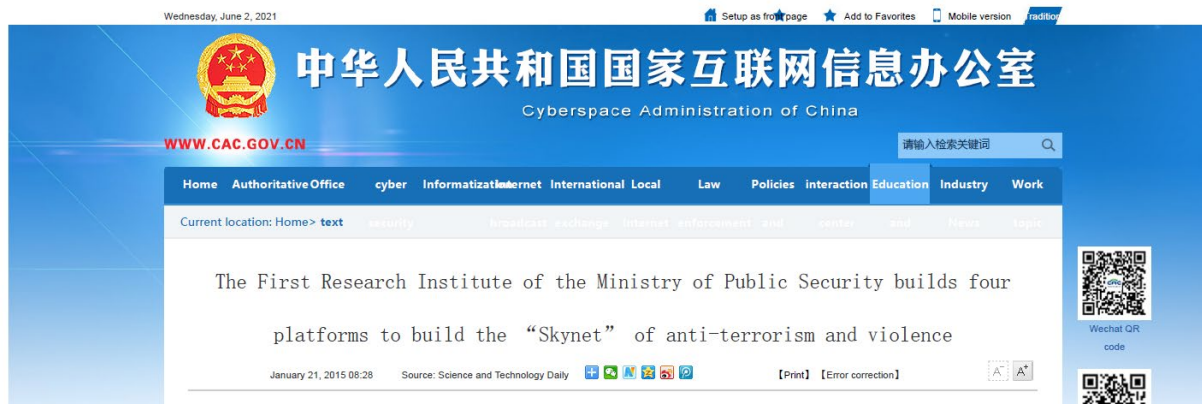 Wednesday, June 2, 2021 Setup as front page Add to Favorites Mobile version Tradition
中华人民共和国国家互联网信息办公室
Cyberspace Administration of China
WWW.CAC.GOV.CN
请输入检索关键词
Home Authoritative Office cyber Informatization Internet International Local Law Policies interaction Education Industry Work
Current location: Home> text security broadcast exchange Internet enforcement and center and News topic
The First Research Institute of the Ministry of Public Security builds four
platforms to build the “Skynet” of anti-terrorism and violence
Wechat QR
code
January 21, 2015 08:28 Source: Science and Technology Daily 【Print】 【Error correction】 A- A+